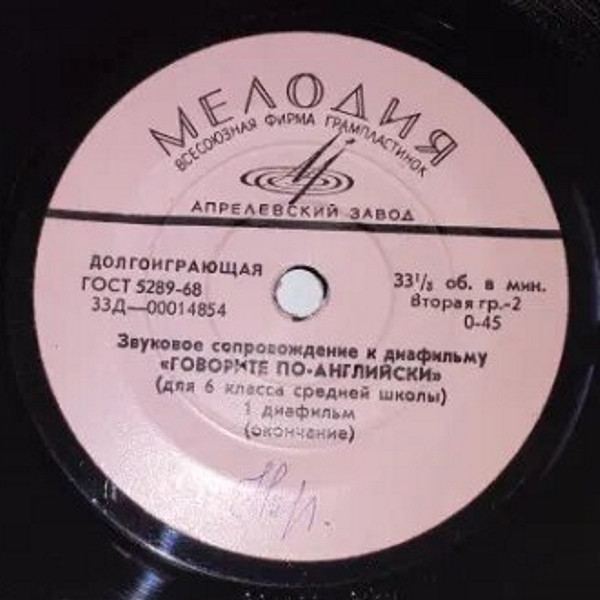 МЕЛОДИЯ
ВСЕСОЮЗНАЯ ФИРМА ГРАМПЛАСТИНОК
АПРЕЛЕВСКИЙ ЗАВОД
ДОЛГОИГРАЮЩАЯ
ГОСТ 5289-68
33Д—00014854
33⅓ об. в мин.
Вторая гр.-2
0-45
Звуковое сопровождение к диафильму
«ГОВОРИТЕ ПО-АНГЛИЙСКИ»
(для 6 класса средней школы)
1 диафильм
(окончание)